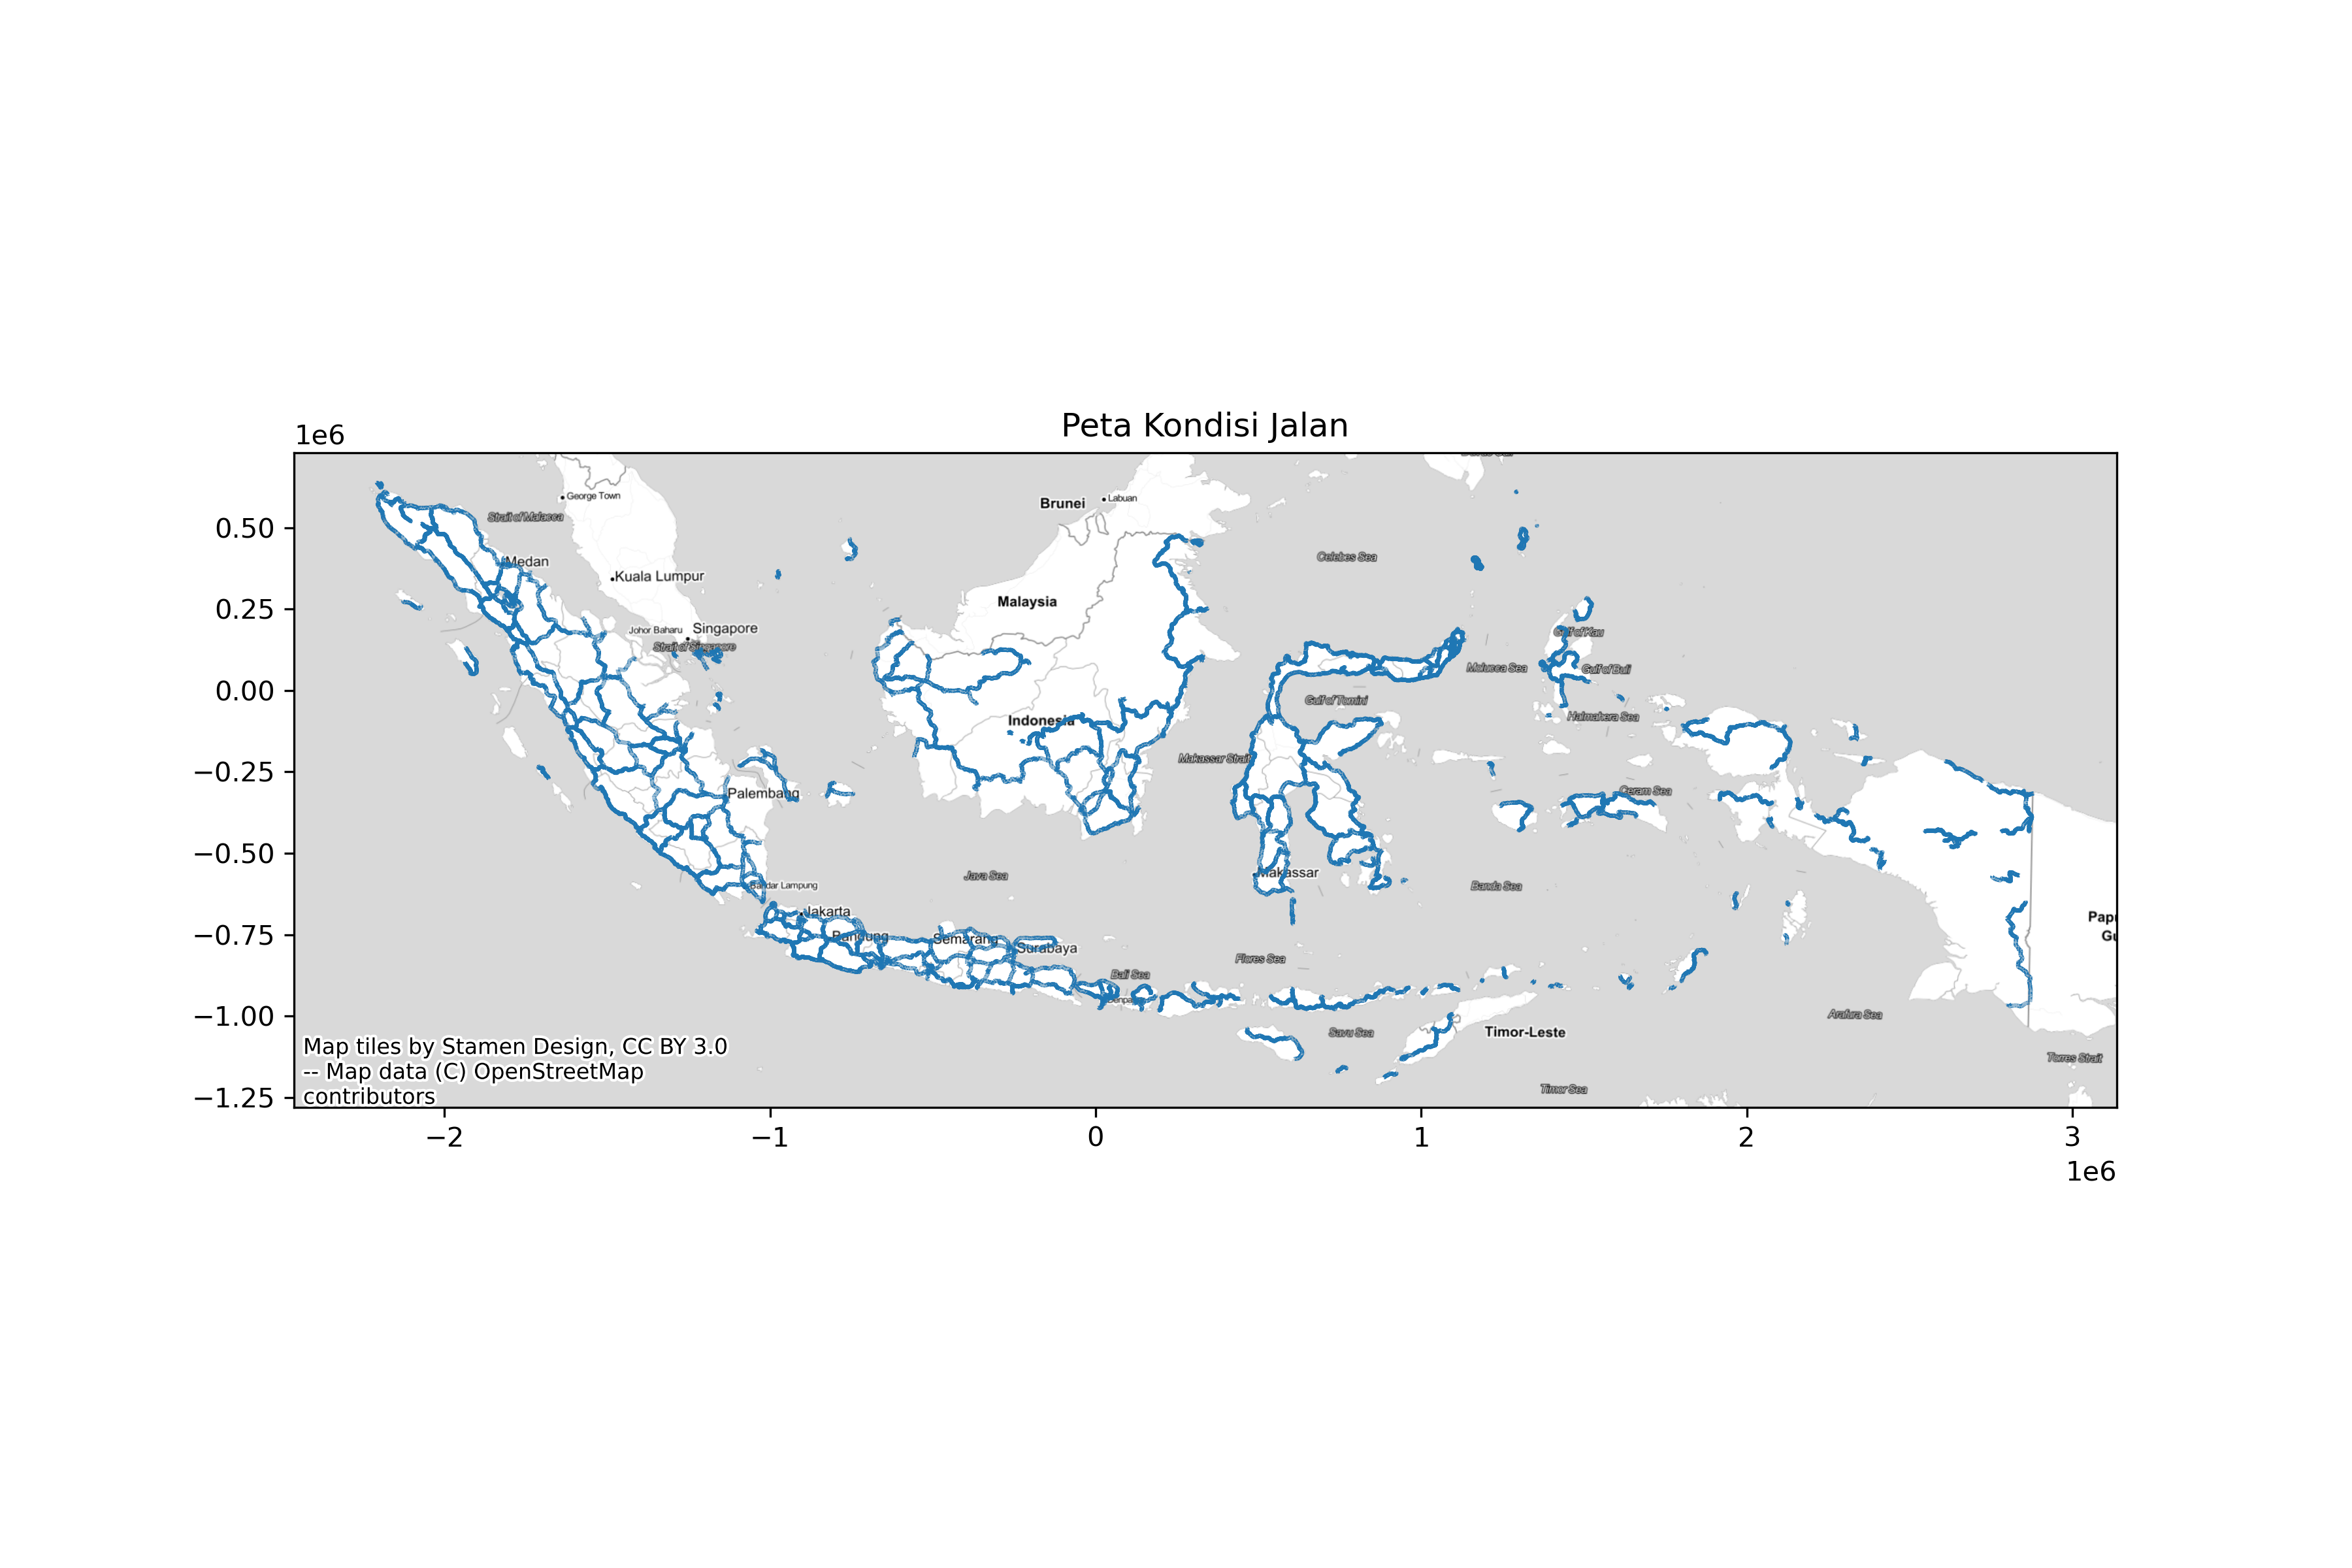 Peta Kondisi Jalan
1e6
0.50
0.25
0.00
−0.25
−0.50
−0.75
−1.00
−1.25
George Town
Strait of Malacca
Medan
Kuala Lumpur
Johor Baharu
Singapore
Strait of Singapore
Brunei
Labuan
Malaysia
Celebes Sea
Molucca Sea
Gulf of Kau
Gulf of Buli
Halmahera Sea
Gulf of Tomini
Indonesia
Makassar Strait
Palembang
Ceram Sea
Bandar Lampung
Java Sea
Makassar
Banda Sea
Jakarta
Bandung
Semarang
Surabaya
Flores Sea
Bali Sea
Savu Sea
Timor-Leste
Arafura Sea
Torres Strait
Timor Sea
Map tiles by Stamen Design, CC BY 3.0
-- Map data (C) OpenStreetMap
contributors
−2
−1
0
1
2
3
1e6